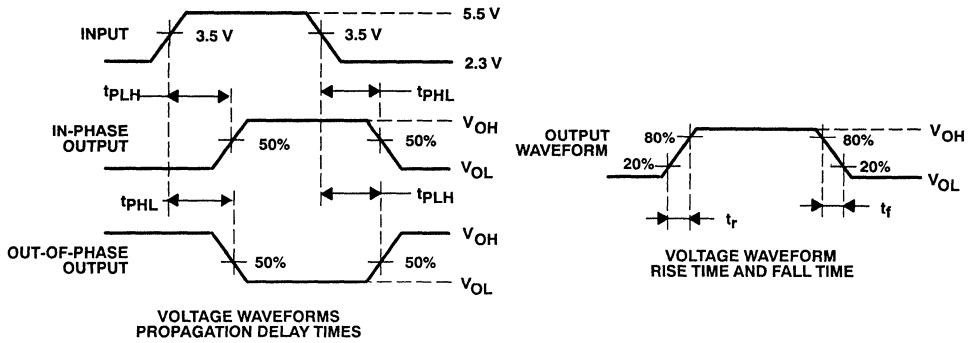 5.5 V
INPUT
3.5 V
3.5 V
2.3 V
tPLH
tPHL
IN-PHASE
OUTPUT
50%
50%
VOH
VOL
tPHL
tPLH
OUT-OF-PHASE
OUTPUT
50%
50%
VOH
VOL
VOLTAGE WAVEFORMS
PROPAGATION DELAY TIMES
OUTPUT
WAVEFORM
80%
20%
80%
20%
VOH
VOL
tr
tf
VOLTAGE WAVEFORM
RISE TIME AND FALL TIME